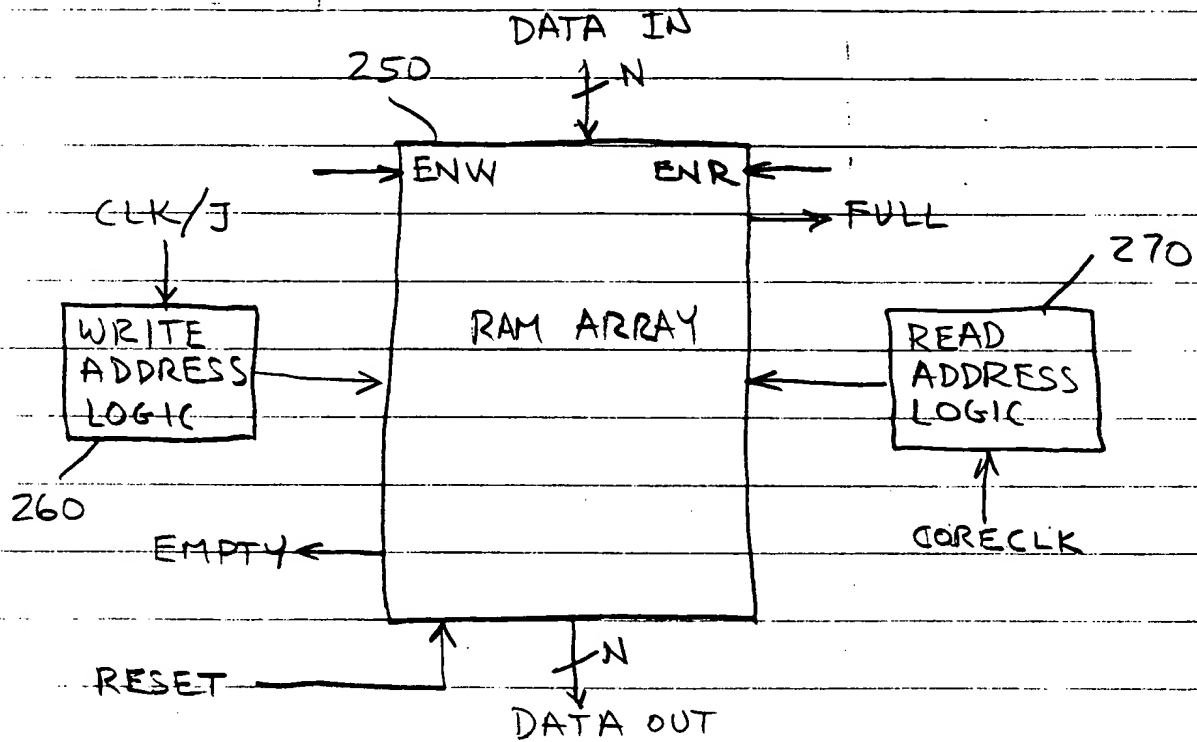 DATA IN
250
N
ENW
ENR
CLK/J
FULL
270
WRITE
ADDRESS
LOGIC
RAM ARRAY
READ
ADDRESS
LOGIC
260
EMPTY
CORECLK
RESET
N
DATA OUT